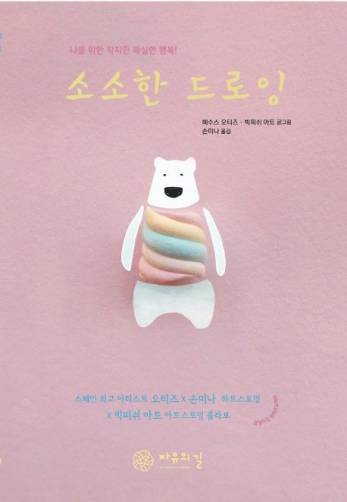 나를 위한 작지만 확실한 행복!
소소한 드로잉
헤수스 오티즈 · 빅피쉬 아트 글그림
손미나 옮김
스페인 최고 아티스트 오티즈 X 손미나 하트스토밍
X 빅피쉬 아트 아트스토밍 콜라보
자유의 길